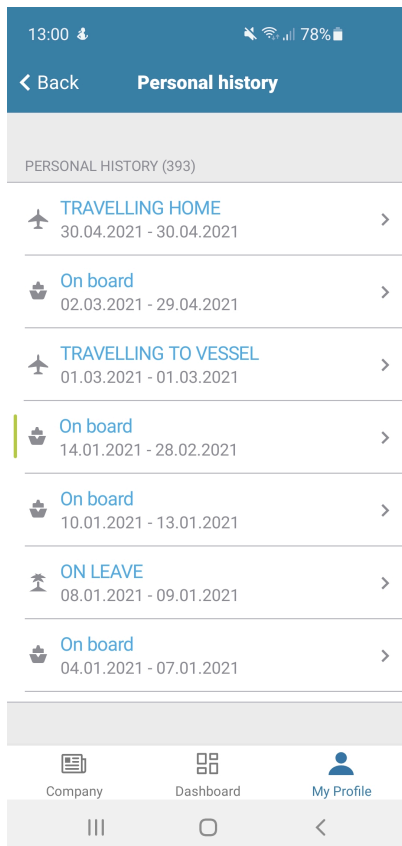 13:00 78%
Back Personal history
PERSONAL HISTORY (393)
TRAVELLING HOME
30.04.2021 - 30.04.2021
On board
02.03.2021 - 29.04.2021
TRAVELLING TO VESSEL
01.03.2021 - 01.03.2021
On board
14.01.2021 - 28.02.2021
On board
10.01.2021 - 13.01.2021
ON LEAVE
08.01.2021 - 09.01.2021
On board
04.01.2021 - 07.01.2021
Company Dashboard My Profile